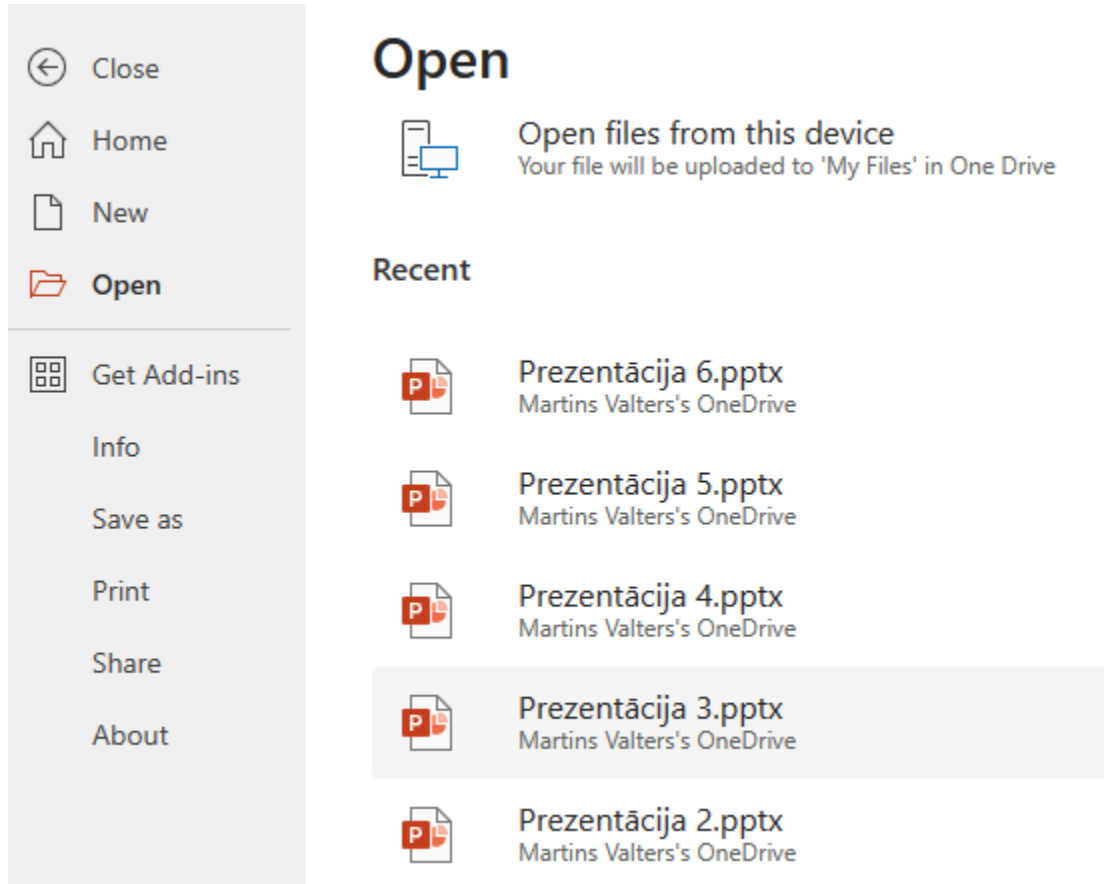 Close
Home
New
Open
Get Add-ins
Info
Save as
Print
Share
About
Open
Open files from this device
Your file will be uploaded to 'My Files' in One Drive
Recent
P
Prezentācija 6.pptx
Martins Valters's OneDrive
P
Prezentācija 5.pptx
Martins Valters's OneDrive
P
Prezentācija 4.pptx
Martins Valters's OneDrive
P
Prezentācija 3.pptx
Martins Valters's OneDrive
P
Prezentācija 2.pptx
Martins Valters's OneDrive